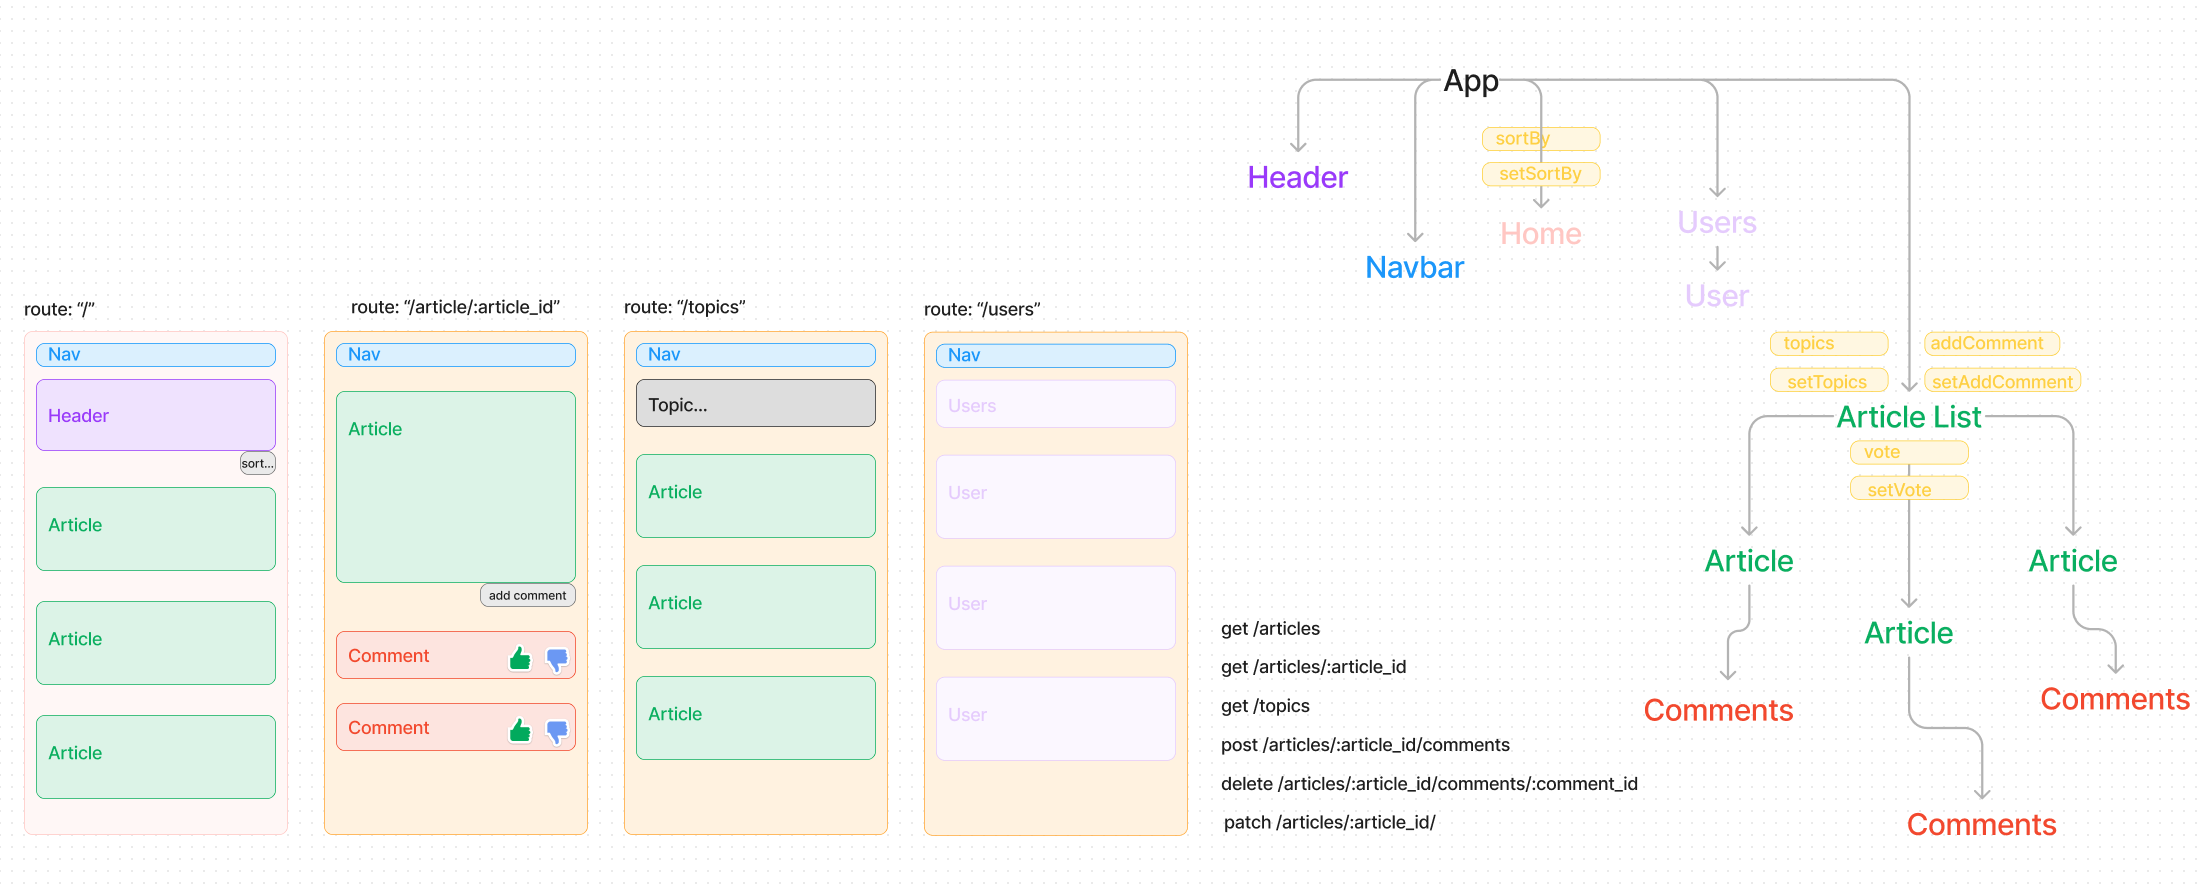 App
sortBy
setSortBy
Header
Home
Navbar
Users
User
route: “/”
Nav
Header
sort...
Article
Article
Article
route: “/article/:article_id”
Nav
Article
add comment
Comment
Comment
route: “/topics”
Nav
Topic...
Article
Article
Article
route: “/users”
Nav
Users
User
User
User
get /articles
get /articles/:article_id
get /topics
post /articles/:article_id/comments
delete /articles/:article_id/comments/:comment_id
patch /articles/:article_id/
topics
addComment
setTopics
setAddComment
Article List
vote
setVote
Article
Article
Article
Comments
Comments
Comments